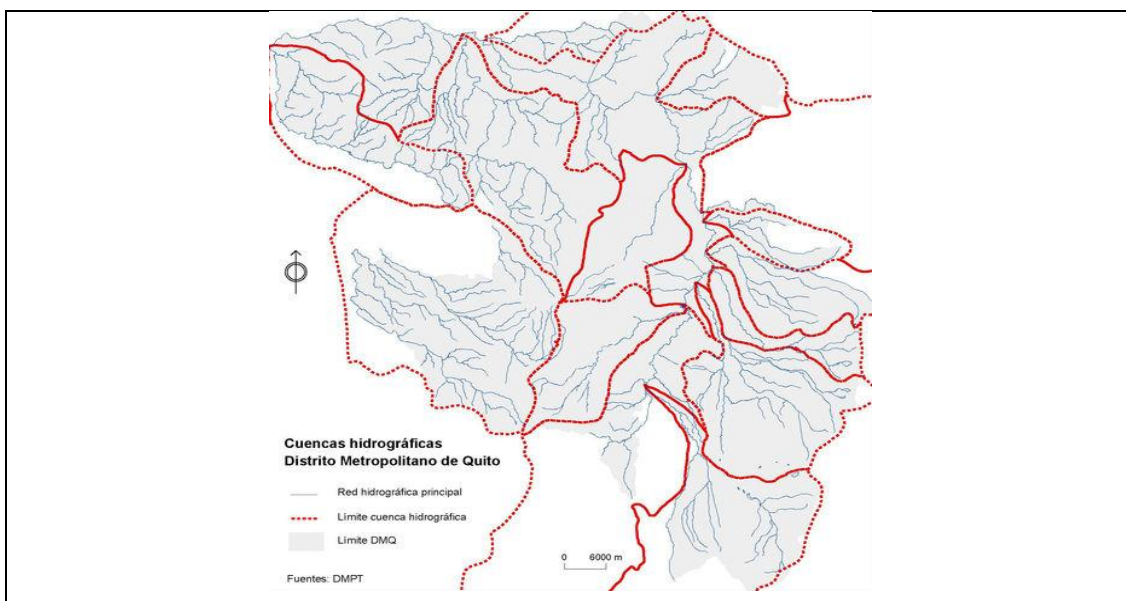 Cuencas hidrográficas
Distrito Metropolitano de Quito
Red hidrográfica principal
Límite cuenca hidrográfica
Límite DMQ
0 6000 m
Fuentes: DMPT